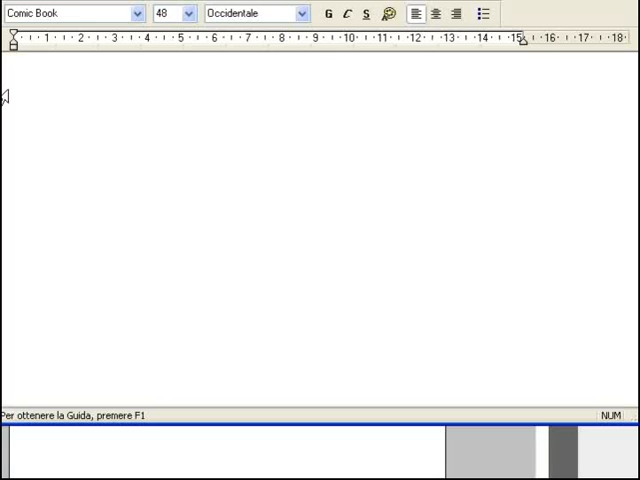 Comic Book 48 Occidentale G C S
1 2 3 4 5 6 7 8 9 10 11 12 13 14 15 16 17 18
Per ottenere la Guida, premere F1 NUM